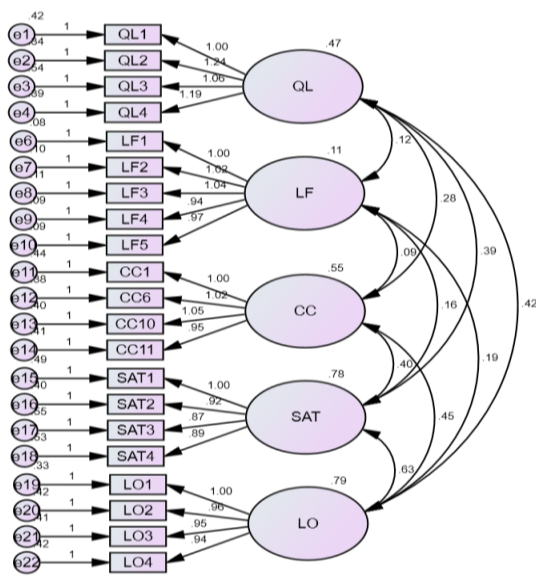 .42
e1 1 QL1 .47
.34 1.00
e2 1 QL2 1.24
.54 QL
e3 1 QL3 1.06
.39 1.19
e4 1 QL4
.08 .12
e6 1 LF1 .11
.10 1.00
e7 1 LF2 1.02
.11 LF .28
e8 1 LF3 1.04
.09 .94
e9 1 LF4 .97
.09 .39
e10 1 LF5 .09
.44
e11 1 CC1 .55
.38 1.00 .16 .42
e12 1 CC6 1.02
.40 CC
e13 1 CC10 1.05
.41 .95
e14 1 CC11 .19
.49 .40
e15 1 SAT1 .78
.40 1.00
e16 1 SAT2 .92
.55 SAT .45
e17 1 SAT3 .87
.53 .89
e18 1 SAT4
.33 .63
e19 1 LO1 .79
.42 1.00
e20 1 LO2 .96
.41 LO
e21 1 LO3 .95
.42 .94
e22 1 LO4